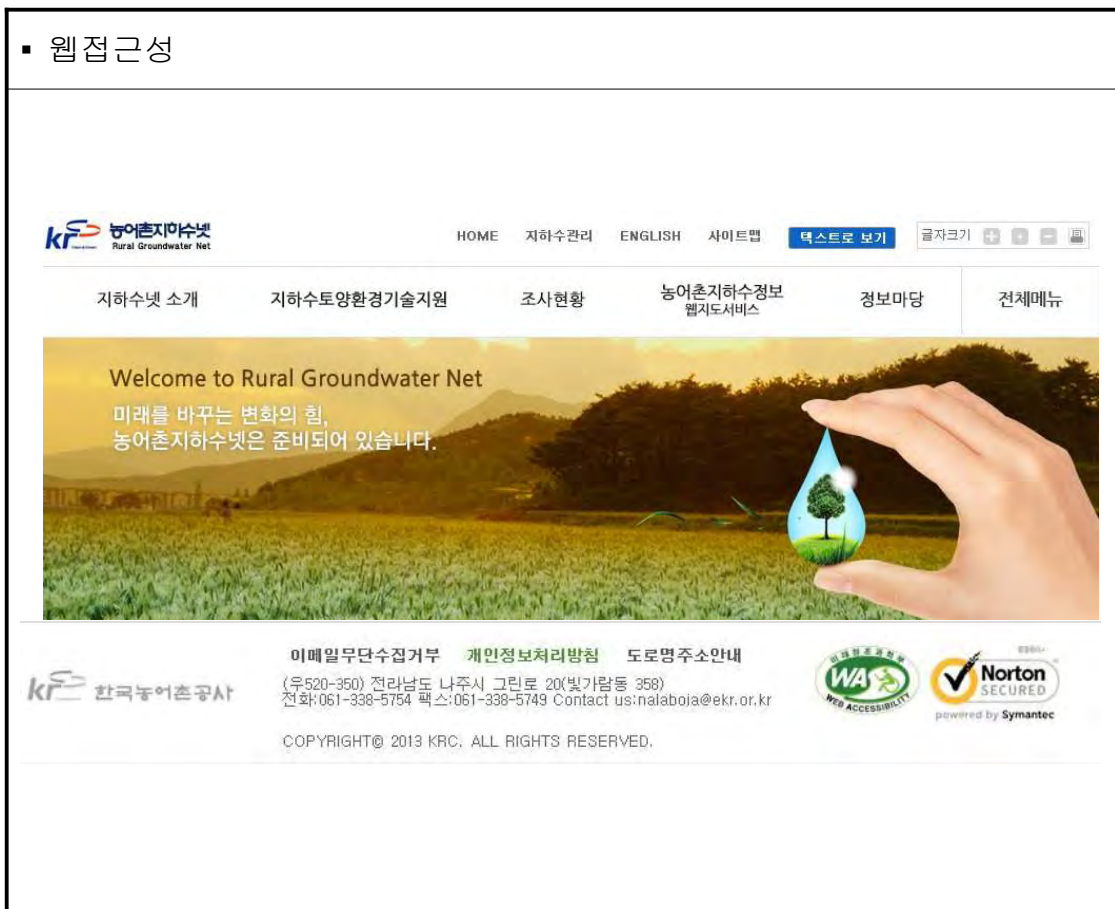 ▪ 웹접근성
농어촌지하수넷
Rural Groundwater Net
HOME 지하수관리 ENGLISH 사이트맵 텍스트로 보기 글자크기
지하수넷 소개 지하수토양환경기술지원 조사현황 농어촌지하수정보 정보마당 전체메뉴
웹지도서비스
Welcome to Rural Groundwater Net
미래를 바꾸는 변화의 힘,
농어촌지하수넷은 준비되어 있습니다.
이메일무단수집거부 개인정보처리방침 도로명주소안내
한국농어촌공사
(우520-350) 전라남도 나주시 그린로 20(빛가람동 358)
전화:061-338-5754 팩스:061-338-5749 Contact us:nalaboja@ekr.or.kr
COPYRIGHT© 2013 KRC. ALL RIGHTS RESERVED.
미래창조과학부
WA
WEB ACCESSIBILITY
Norton
SECURED
powered by Symantec